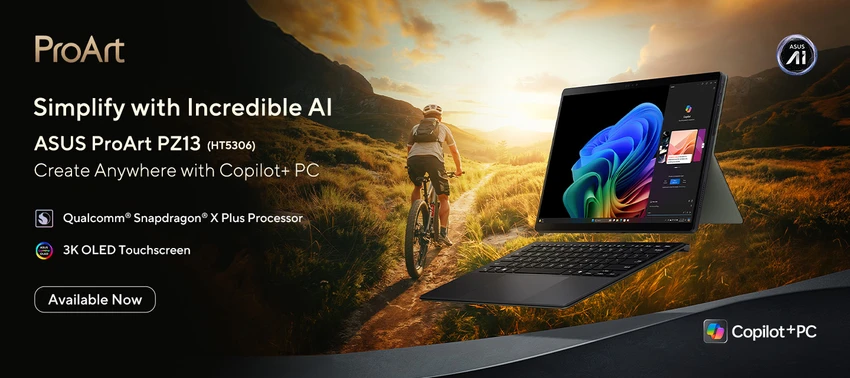 ProArt
ASUS
AI
Simplify with Incredible AI
ASUS ProArt PZ13 (HT5306)
Create Anywhere with Copilot+ PC
Qualcomm® Snapdragon® X Plus Processor
3K OLED Touchscreen
Available Now
Copilot+PC